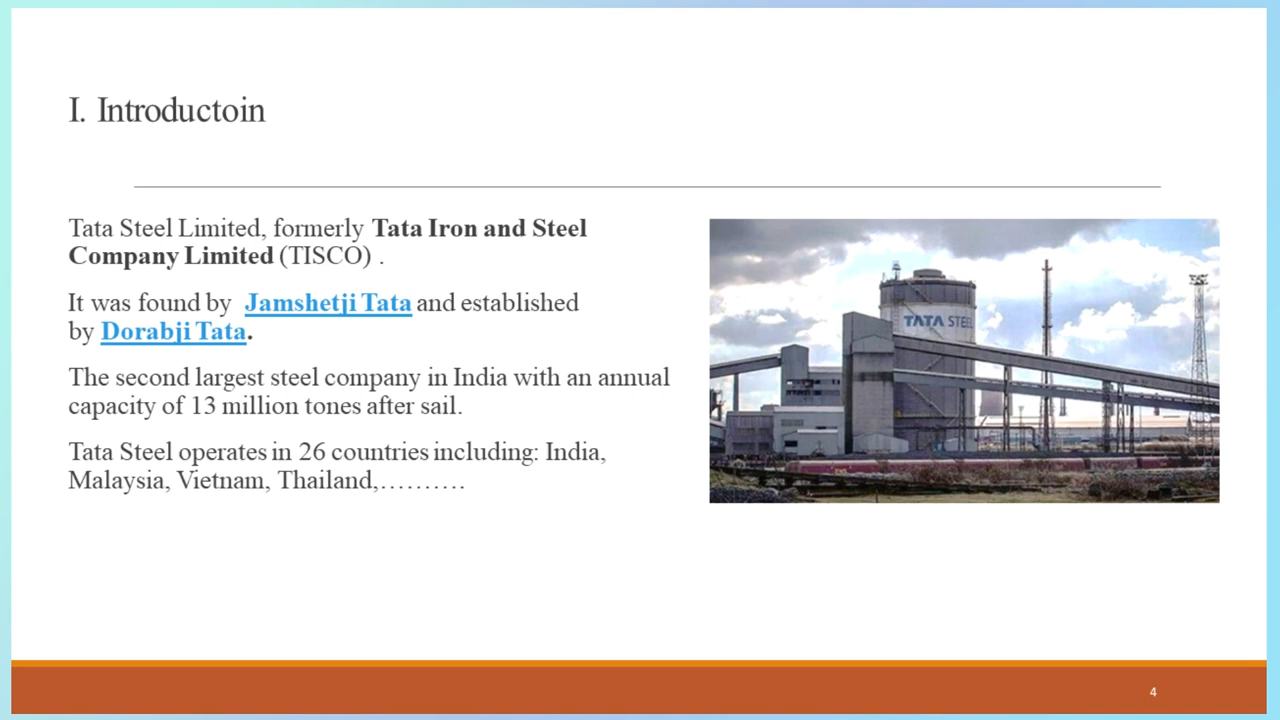 I. Introductoin
Tata Steel Limited, formerly Tata Iron and Steel
Company Limited (TISCO) .
It was found by Jamshetji Tata and established
by Dorabji Tata.
The second largest steel company in India with an annual
capacity of 13 million tones after sail.
Tata Steel operates in 26 countries including: India,
Malaysia, Vietnam, Thailand,……….
TATA STEEL
4